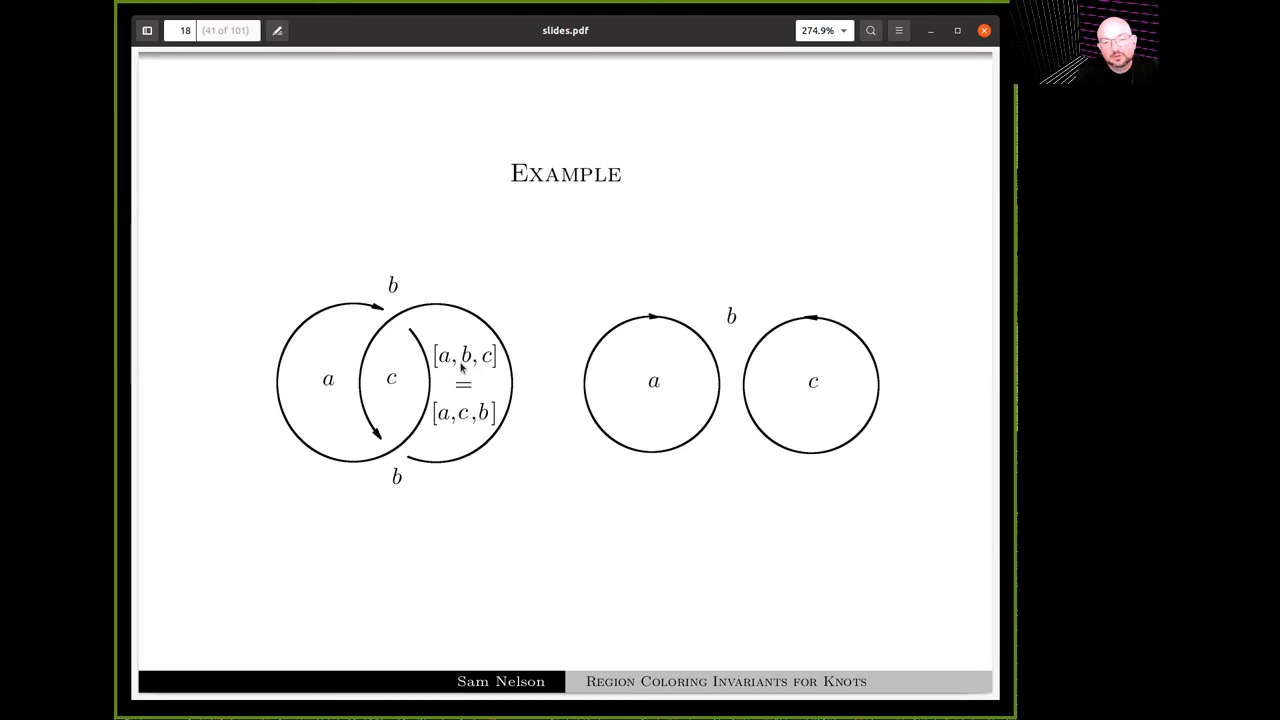 18 (41 of 101)
slides.pdf
274.9%
EXAMPLE
b
a
c
[a,b,c]
=
[a,c,b]
b
b
a
c
Sam Nelson
REGION COLORING INVARIANTS FOR KNOTS